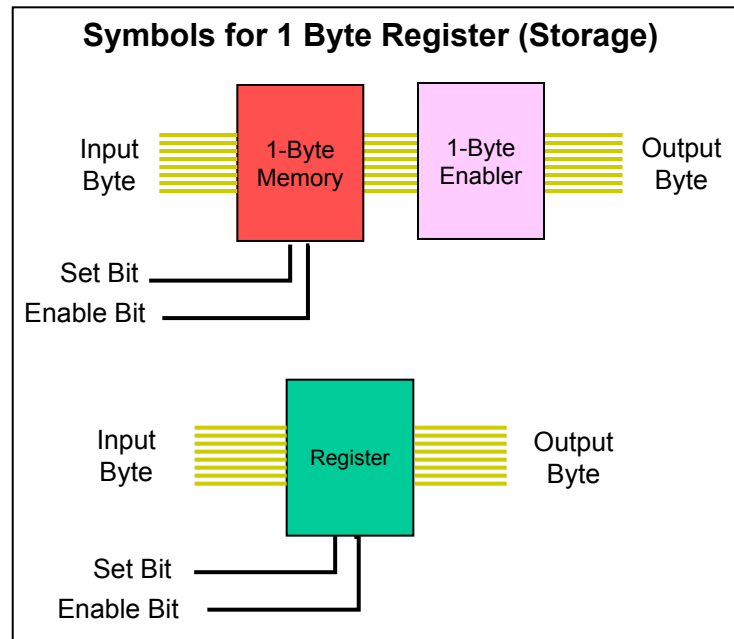 Symbols for 1 Byte Register (Storage)
Input
Byte
1-Byte
Memory
1-Byte
Enabler
Output
Byte
Set Bit
Enable Bit
Input
Byte
Register
Output
Byte
Set Bit
Enable Bit